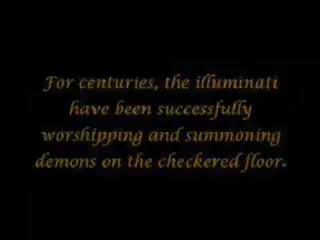 For centuries, the illuminati
have been successfully
worshipping and summoning
demons on the checkered floor.